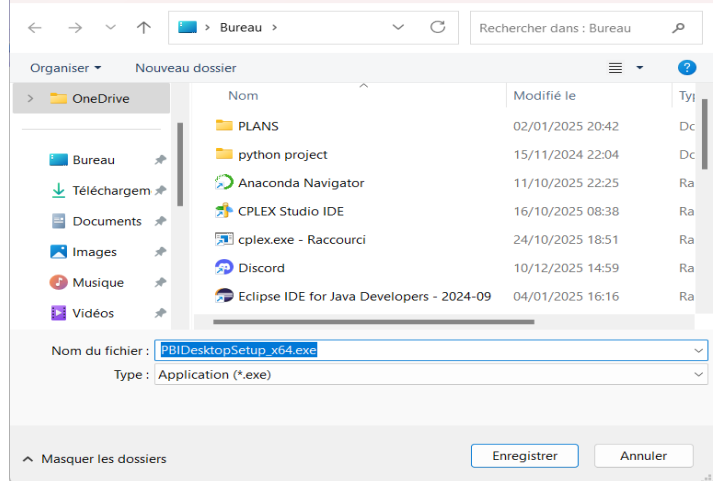 Bureau
Rechercher dans : Bureau
Organiser
Nouveau dossier
?
OneDrive
Bureau
Téléchargem
Documents
Images
Musique
Vidéos
Nom
Modifié le
Typ
PLANS
02/01/2025 20:42
Do
python project
15/11/2024 22:04
Do
Anaconda Navigator
11/10/2025 22:25
Ra
CPLEX Studio IDE
16/10/2025 08:38
Ra
cplex.exe - Raccourci
24/10/2025 18:51
Ra
Discord
10/12/2025 14:59
Ra
Eclipse IDE for Java Developers - 2024-09
04/01/2025 16:16
Ra
Nom du fichier : PBIDesktopSetup_x64.exe
Type : Application (*.exe)
Masquer les dossiers
Enregistrer
Annuler